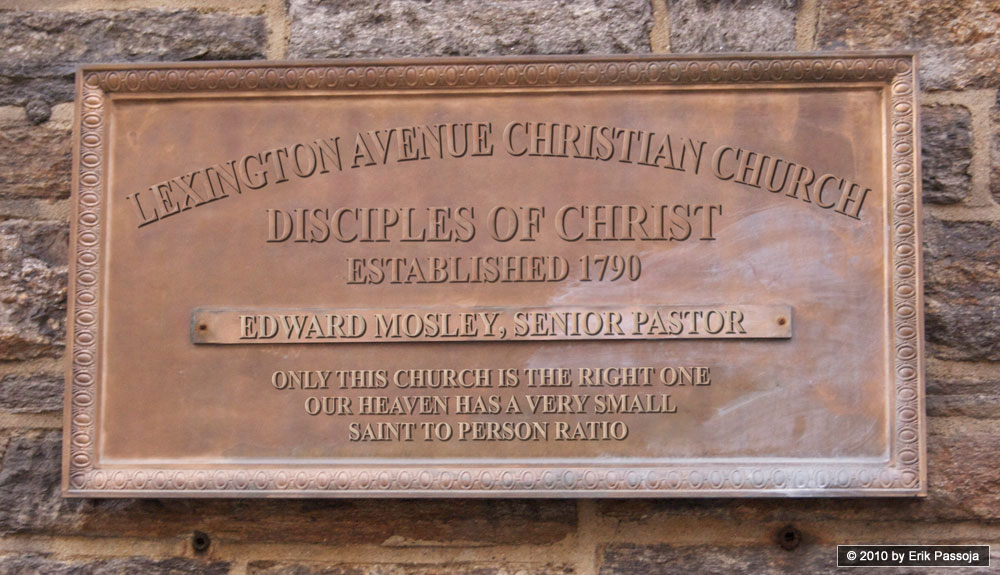 LEXINGTON AVENUE CHRISTIAN CHURCH
DISCIPLES OF CHRIST
ESTABLISHED 1790
EDWARD MOSLEY, SENIOR PASTOR
ONLY THIS CHURCH IS THE RIGHT ONE
OUR HEAVEN HAS A VERY SMALL
SAINT TO PERSON RATIO
© 2010 by Erik Passoja